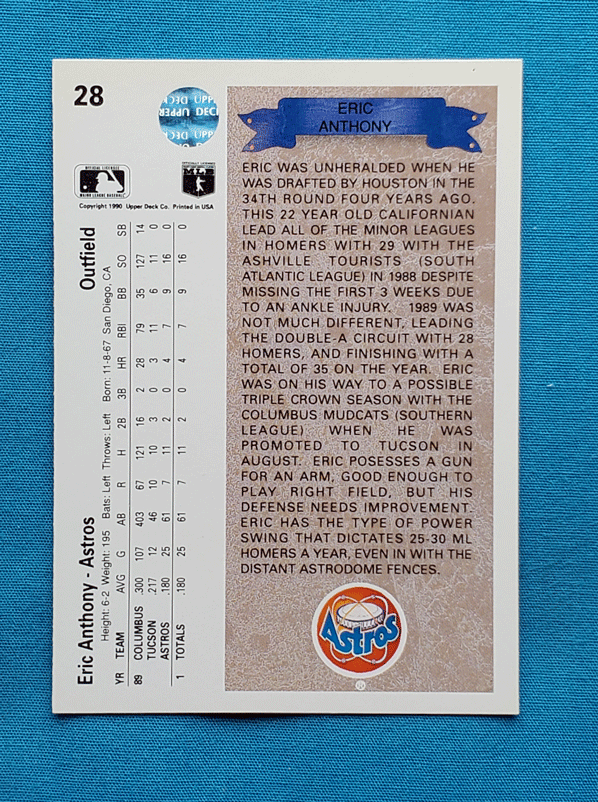 28
UPPER DECK
OFFICIAL LICENSEE
MAJOR LEAGUE BASEBALL
Copyright 1990 Upper Deck Co. Printed in USA
Eric Anthony - Astros Outfield
Height: 6-2 Weight: 195 Bats: Left Throws: Left Born: 11-8-67 San Diego, CA
YR TEAM AVG G AB R H 2B 3B HR RBI BB SO SB
89 COLUMBUS .300 107 403 67 121 16 2 28 79 35 127 14
TUCSON .217 12 46 10 10 3 0 3 11 6 11 0
ASTROS .180 25 61 7 11 2 0 4 7 9 16 0
1 TOTALS .180 25 61 7 11 2 0 4 7 9 16 0
ERIC
ANTHONY
ERIC WAS UNHERALDED WHEN HE
WAS DRAFTED BY HOUSTON IN THE
34TH ROUND FOUR YEARS AGO.
THIS 22 YEAR OLD CALIFORNIAN
LEAD ALL OF THE MINOR LEAGUES
IN HOMERS WITH 29 WITH THE
ASHVILLE TOURISTS (SOUTH
ATLANTIC LEAGUE) IN 1988 DESPITE
MISSING THE FIRST 3 WEEKS DUE
TO AN ANKLE INJURY. 1989 WAS
NOT MUCH DIFFERENT, LEADING
THE DOUBLE-A CIRCUIT WITH 28
HOMERS, AND FINISHING WITH A
TOTAL OF 35 ON THE YEAR. ERIC
WAS ON HIS WAY TO A POSSIBLE
TRIPLE CROWN SEASON WITH THE
COLUMBUS MUDCATS (SOUTHERN
LEAGUE) WHEN HE WAS
PROMOTED TO TUCSON IN
AUGUST. ERIC POSESSES A GUN
FOR AN ARM, GOOD ENOUGH TO
PLAY RIGHT FIELD, BUT HIS
DEFENSE NEEDS IMPROVEMENT.
ERIC HAS THE TYPE OF POWER
SWING THAT DICTATES 25-30 ML
HOMERS A YEAR, EVEN IN WITH THE
DISTANT ASTRODOME FENCES.
Astros